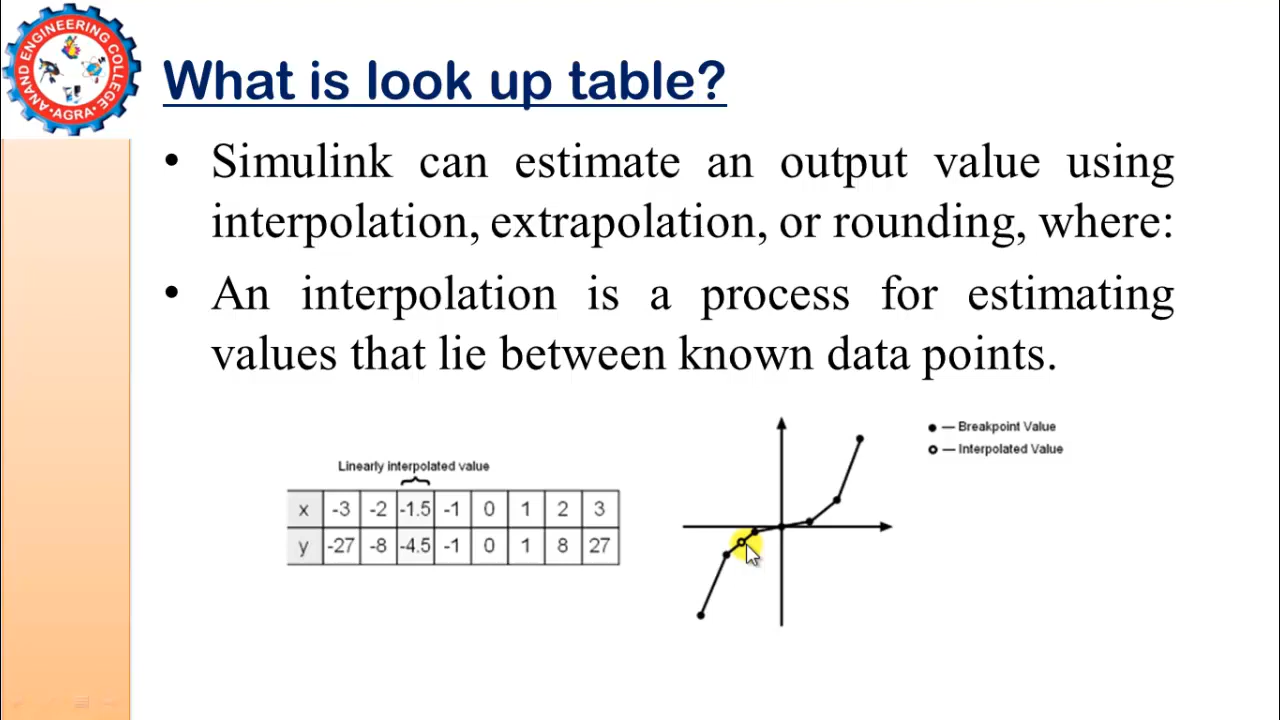 ANAND ENGINEERING COLLEGE
• AGRA •
What is look up table?
• Simulink can estimate an output value using
interpolation, extrapolation, or rounding, where:
• An interpolation is a process for estimating
values that lie between known data points.
Linearly interpolated value
x -3 -2 -1.5 -1 0 1 2 3
y -27 -8 -4.5 -1 0 1 8 27
— Breakpoint Value
— Interpolated Value